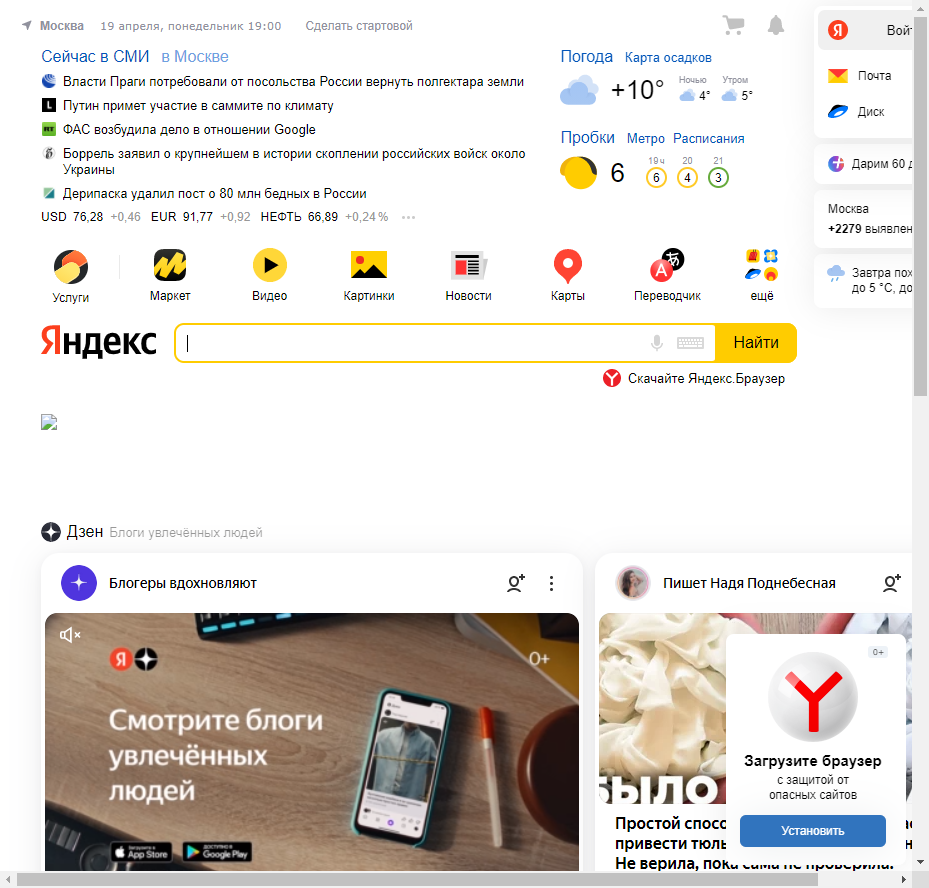 Москва 19 апреля, понедельник 19:00 Сделать стартовой
Сейчас в СМИ в Москве
Власти Праги потребовали от посольства России вернуть полгектара земли
Путин примет участие в саммите по климату
ФАС возбудила дело в отношении Google
Боррель заявил о крупнейшем в истории скоплении российских войск около
Украины
Дерипаска удалил пост о 80 млн бедных в России
USD 76,28 +0,46 EUR 91,77 +0,92 НЕФТЬ 66,89 +0,24 % ···
Погода Карта осадков
+10° Ночью 4° Утром 5°
Пробки Метро Расписания
6
19 ч 20 21
6 4 3
Я Вой
Почта
Диск
Дарим 60 д
Москва
+2279 выявлен
Завтра пох
до 5 °C, до
Услуги Маркет Видео Картинки Новости Карты Переводчик ещё
Яндекс
Найти
Скачайте Яндекс.Браузер
Дзен Блоги увлечённых людей
Блогеры вдохновляют
Я
0+
Смотрите блоги
увлечённых
людей
Загрузите в
App Store
Google Play
Пишет Надя Поднебесная
БЫЛО
Простой спосо
привести тюль
Не верила, пока сама не проверила.
0+
Y
Загрузите браузер
с защитой от
опасных сайтов
Установить